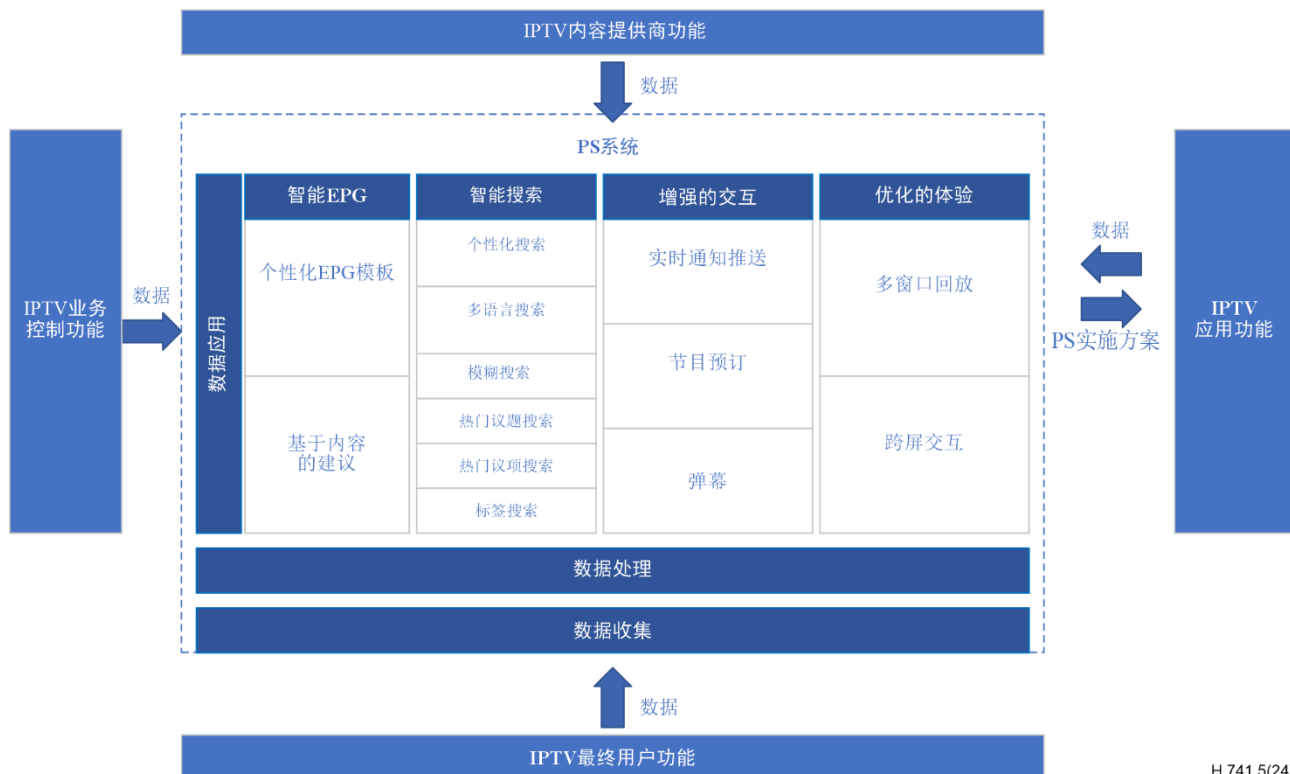 IPTV内容提供商功能
数据
PS系统
IPTV业务
控制功能
数据
数据应用
智能EPG
个性化EPG模板
基于内容
的建议
智能搜索
个性化搜索
多语言搜索
模糊搜索
热门议题搜索
热门议项搜索
标签搜索
增强的交互
实时通知推送
节目预订
弹幕
优化的体验
多窗口回放
跨屏交互
数据
PS实施方案
IPTV
应用功能
数据处理
数据收集
数据
IPTV最终用户功能
H.741.5(24